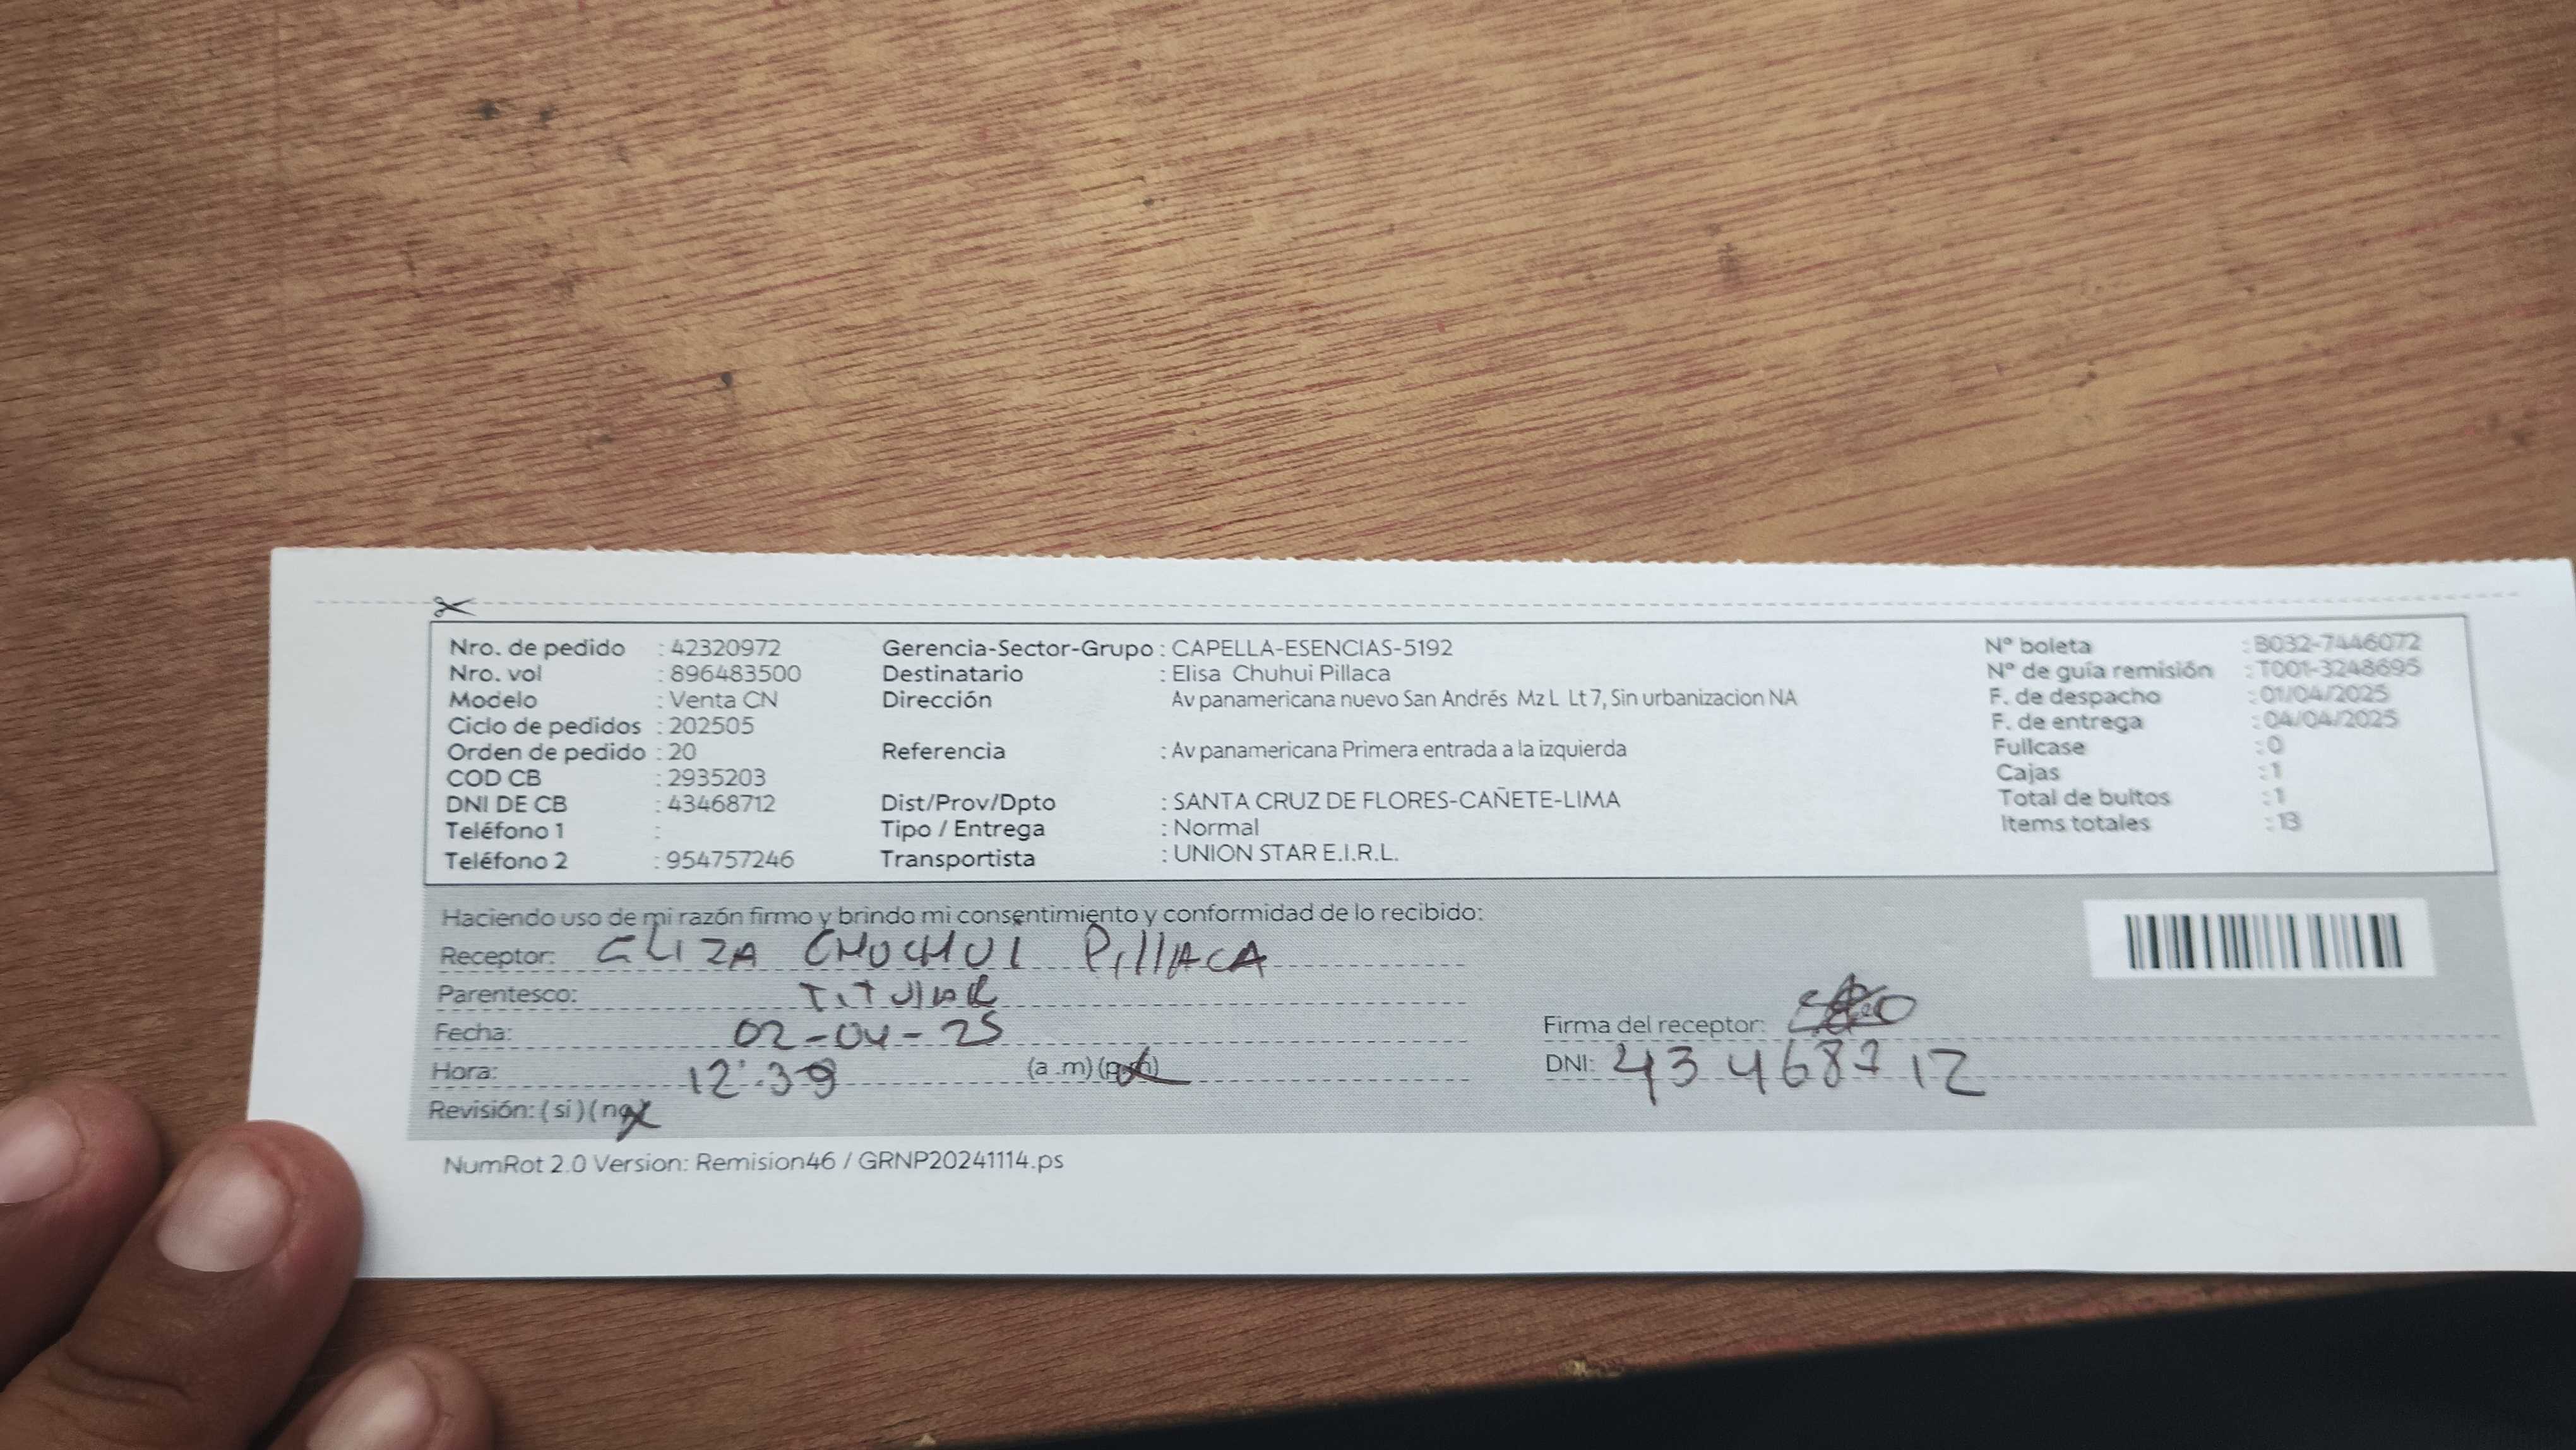 Nro. de pedido : 42320972
Nro. vol : 896483500
Modelo : Venta CN
Ciclo de pedidos : 202505
Orden de pedido : 20
COD CB : 2935203
DNI DE CB : 43468712
Teléfono 1 :
Teléfono 2 : 954757246
Gerencia-Sector-Grupo : CAPELLA-ESENCIAS-5192
Destinatario : Elisa Chuhui Pillaca
Dirección Av panamericana nuevo San Andrés Mz L Lt 7, Sin urbanizacion NA
Referencia : Av panamericana Primera entrada a la izquierda
Dist/Prov/Dpto : SANTA CRUZ DE FLORES-CAÑETE-LIMA
Tipo / Entrega : Normal
Transportista : UNION STAR E.I.R.L.
N° boleta : B032-7446072
N° de guía remisión : T001-3248695
F. de despacho : 01/04/2025
F. de entrega : 04/04/2025
Fullcase : 0
Cajas : 1
Total de bultos : 1
Items totales : 13
Haciendo uso de mi razón firmo y brindo mi consentimiento y conformidad de lo recibido:
Receptor: ELIZA CHUCHUI PillACA
Parentesco: TITULAR
Fecha: 02-04-25
Hora: 12:39 (a .m) (p.m)
Revisión: ( si ) ( no )
Firma del receptor:
DNI: 43468712
NumRot 2.0 Version: Remision46 / GRNP20241114.ps